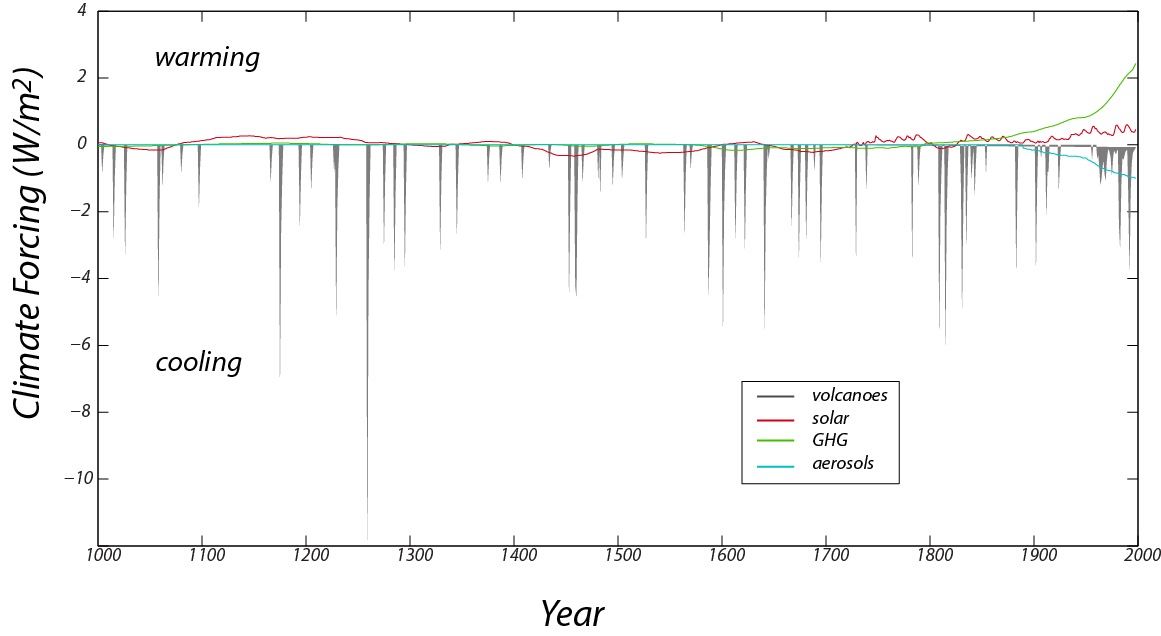 4
warming
2
0
−2
−4
cooling
−6
−8
−10
Climate Forcing (W/m2)
volcanoes
solar
GHG
aerosols
1000 1100 1200 1300 1400 1500 1600 1700 1800 1900 2000
Year